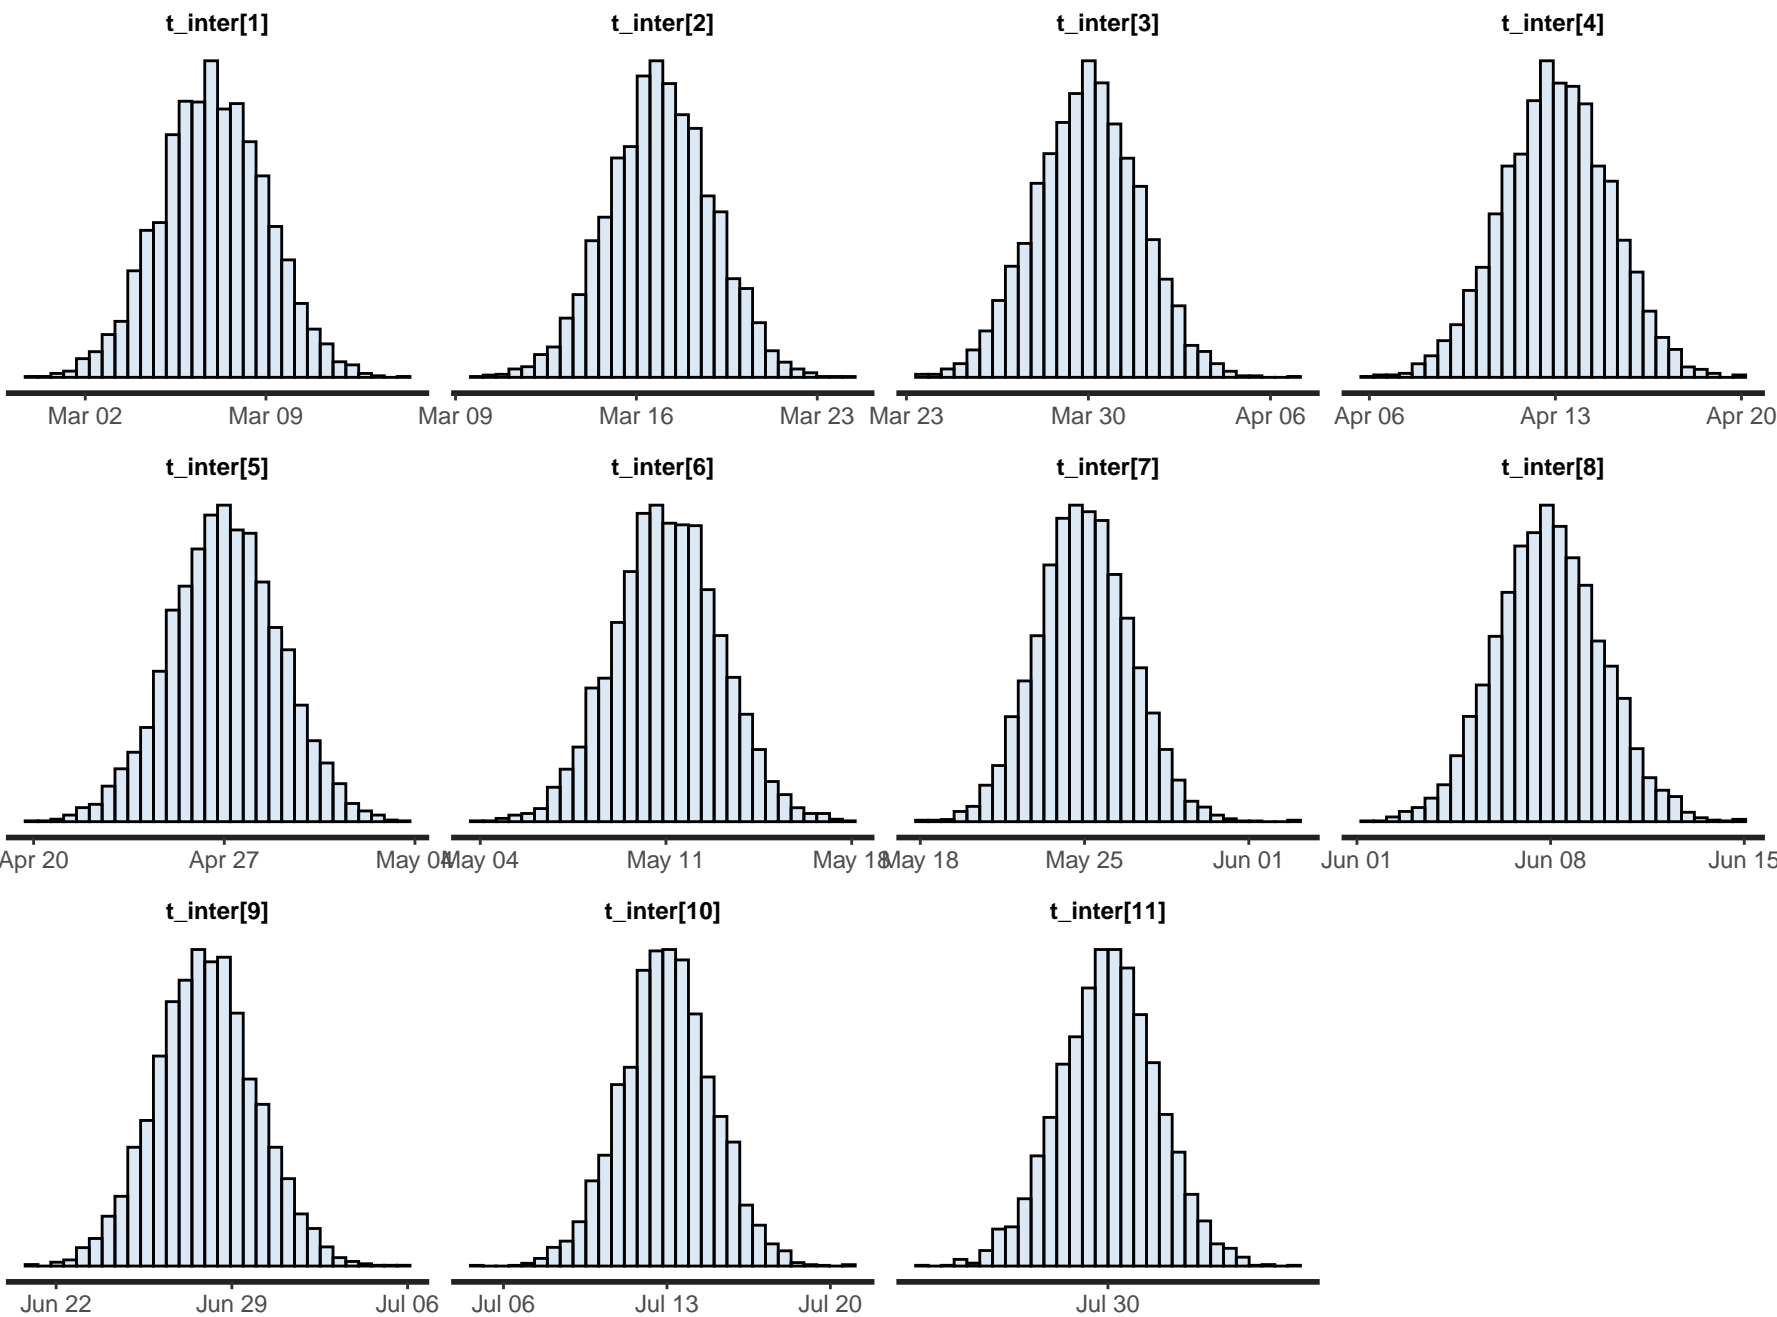 t_inter[1] t_inter[2] t_inter[3] t_inter[4]
Mar 02 Mar 09 Mar 09 Mar 16 Mar 23 Mar 23 Mar 30 Apr 06 Apr 06 Apr 13 Apr 20
t_inter[5] t_inter[6] t_inter[7] t_inter[8]
Apr 20 Apr 27 May 04 May 04 May 11 May 18 May 18 May 25 Jun 01 Jun 01 Jun 08 Jun 15
t_inter[9] t_inter[10] t_inter[11]
Jun 22 Jun 29 Jul 06 Jul 06 Jul 13 Jul 20 Jul 30